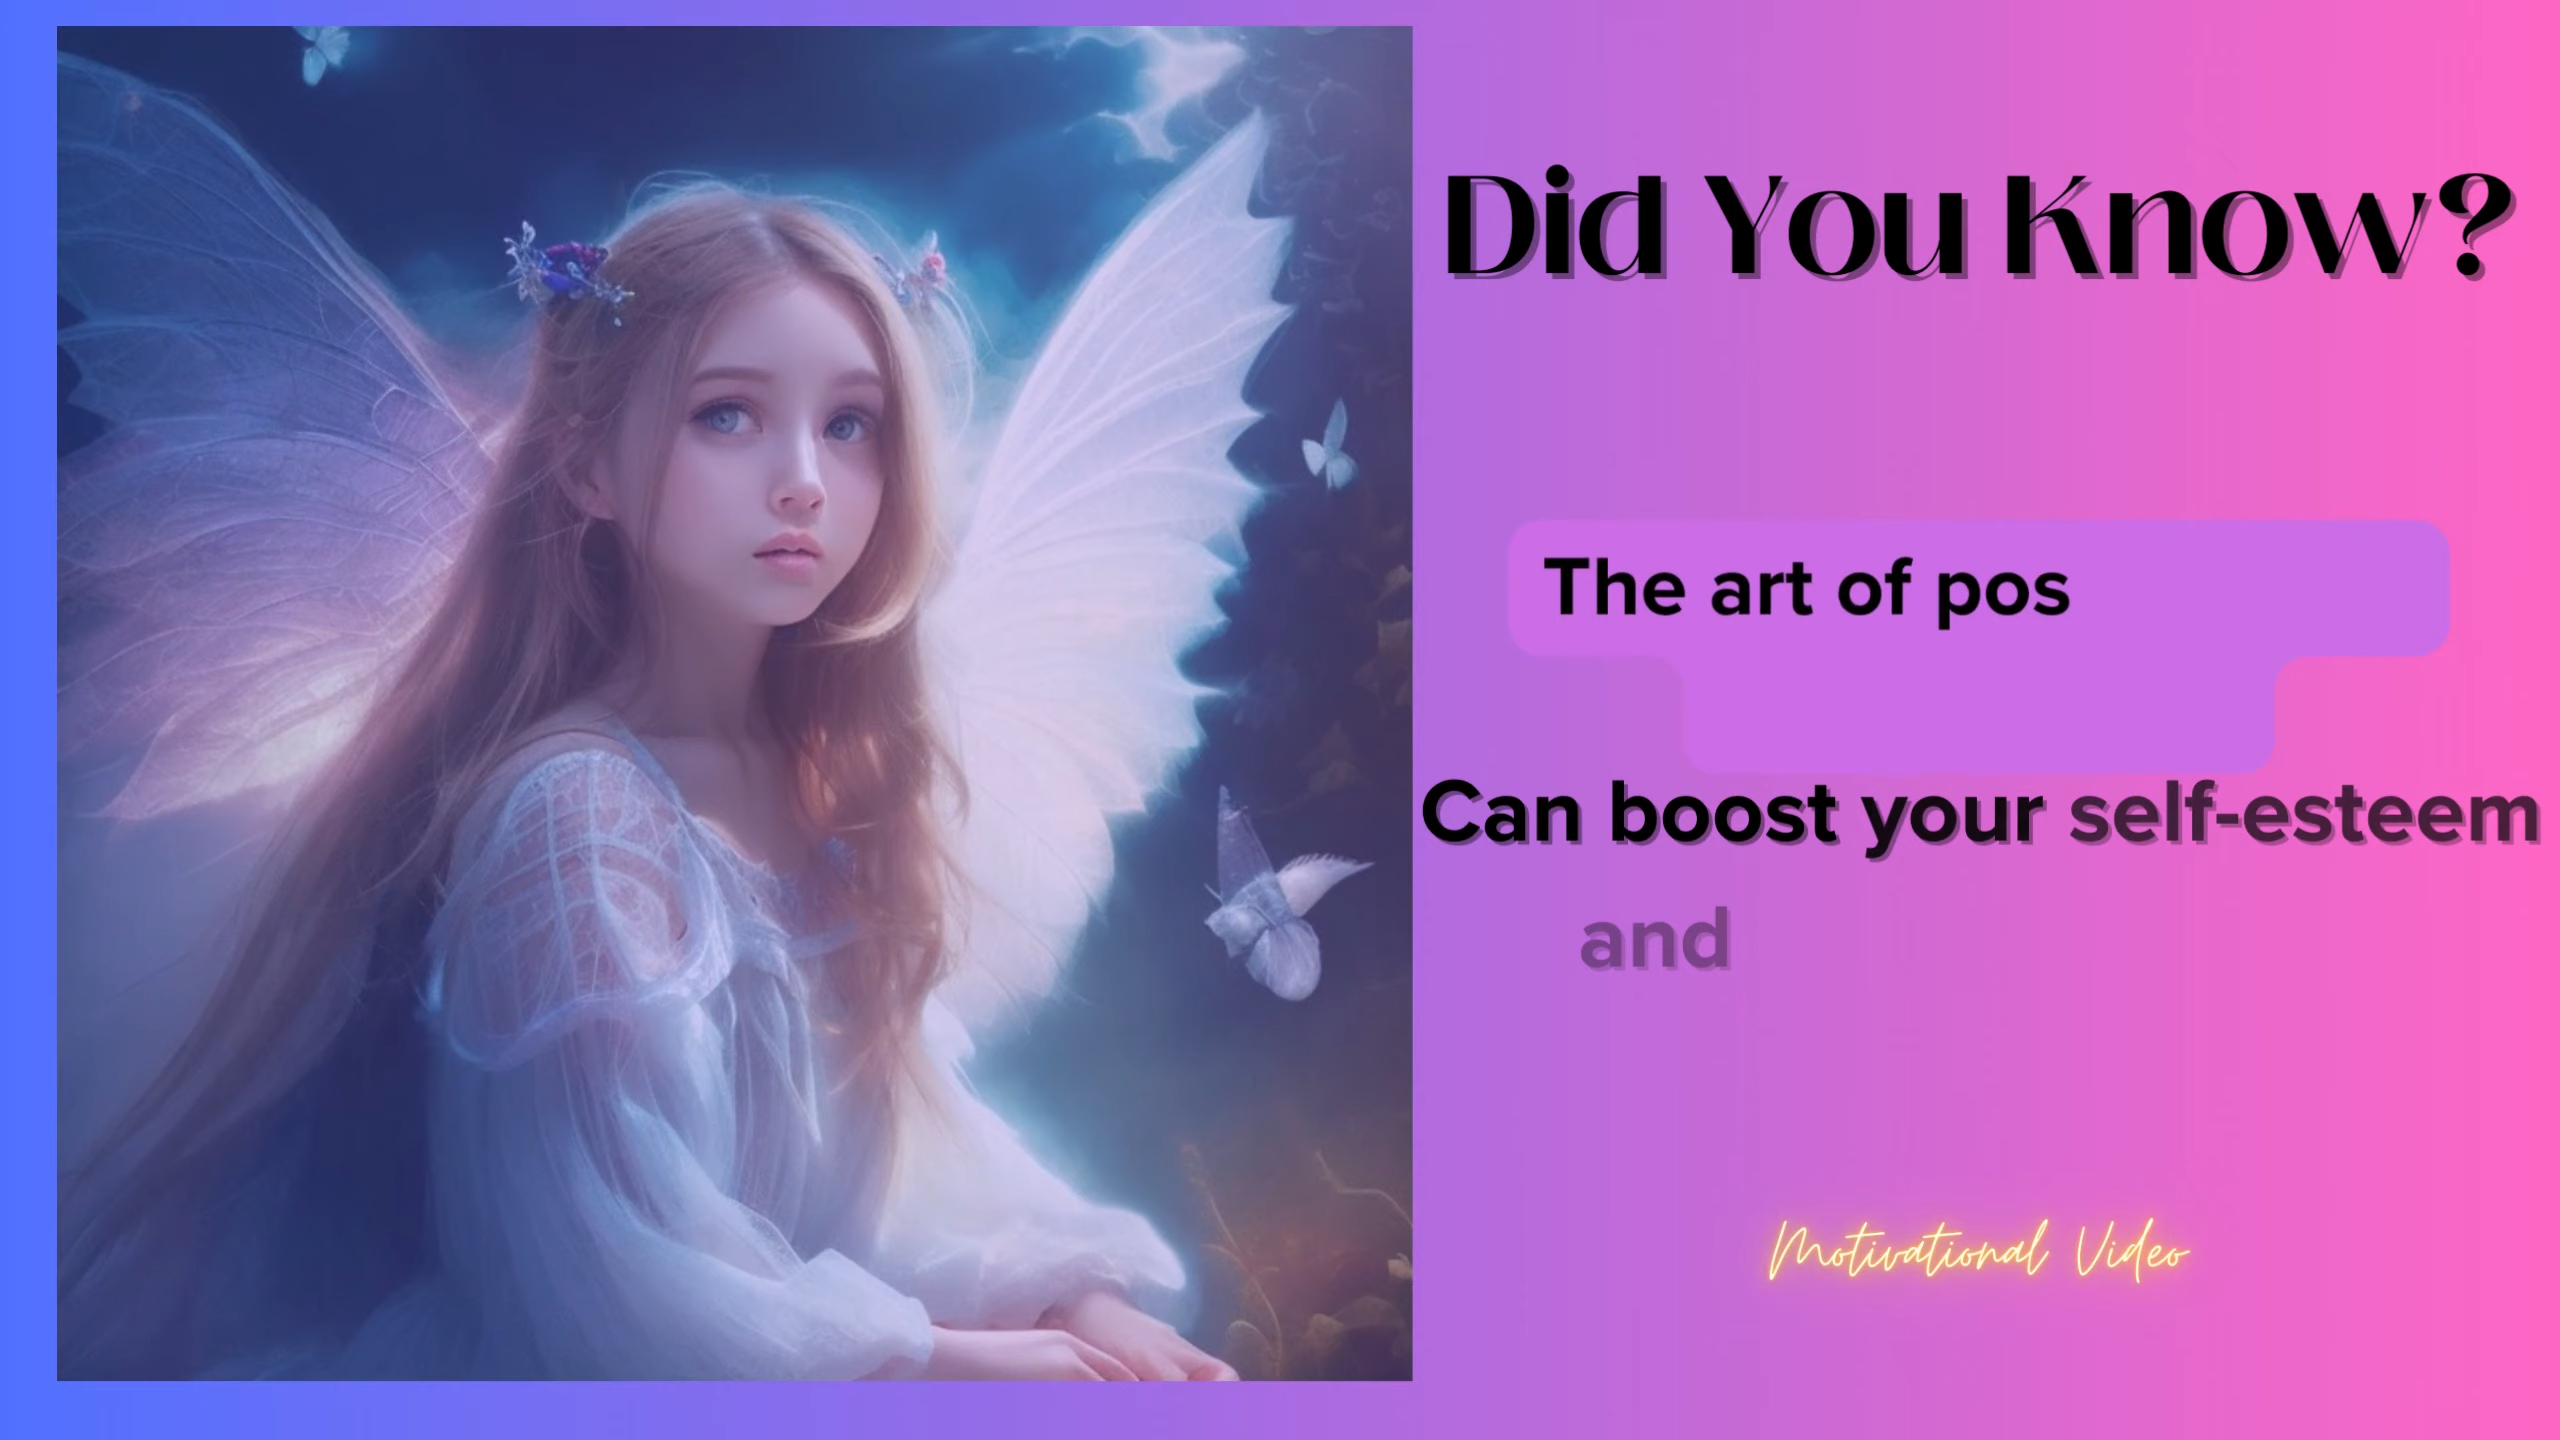 Did You Know?
The art of pos
Can boost your self-esteem
and
Motivational Video